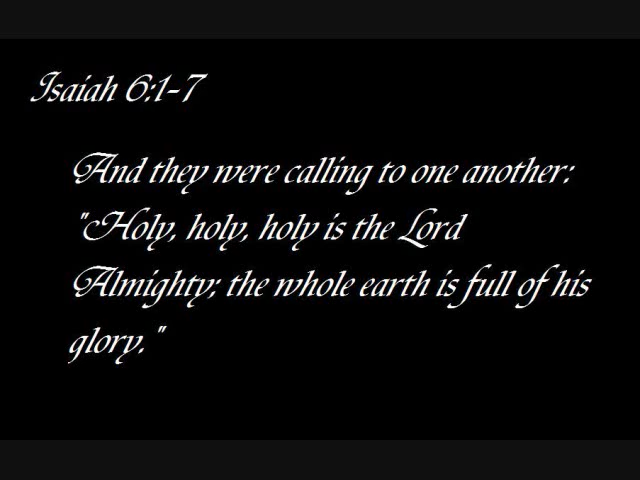 Isaiah 6:1-7
And they were calling to one another:
"Holy, holy, holy is the Lord
Almighty; the whole earth is full of his
glory."